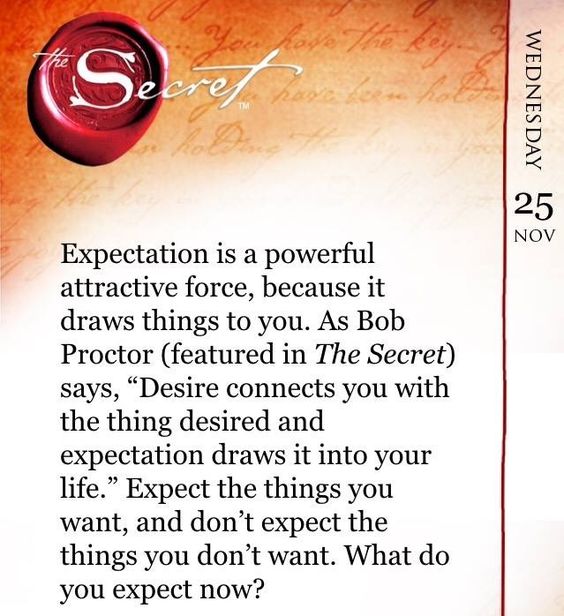 The Secret™
WEDNESDAY
25
NOV
Expectation is a powerful
attractive force, because it
draws things to you. As Bob
Proctor (featured in The Secret)
says, “Desire connects you with
the thing desired and
expectation draws it into your
life.” Expect the things you
want, and don’t expect the
things you don’t want. What do
you expect now?